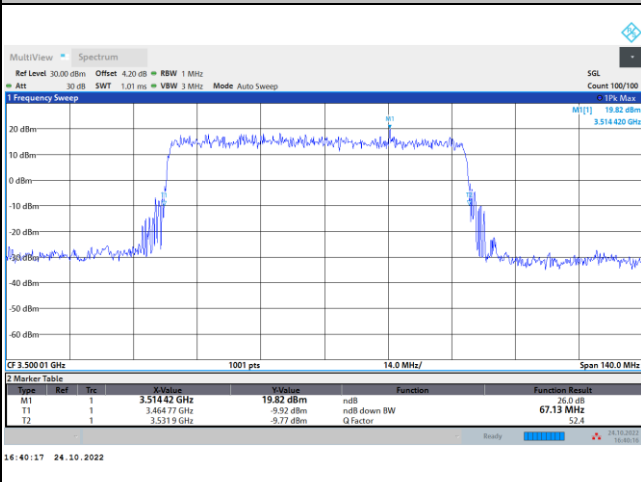 MultiView Spectrum
Ref Level 30.00 dBm Offset 4.20 dB RBW 1 MHz SGL
Att 30 dB SWT 1.01 ms VBW 3 MHz Mode Auto Sweep Count 100/100
1 Frequency Sweep 1Pk Max
M1[1] 19.82 dBm
3.514 420 GHz
M1
20 dBm
10 dBm
0 dBm
-10 dBm
-20 dBm
-30 dBm
-40 dBm
-50 dBm
-60 dBm
CF 3.500 01 GHz 1001 pts 14.0 MHz/ Span 140.0 MHz
2 Marker Table
Type Ref Trc X-Value Y-Value Function Function Result
M1 1 3.514 42 GHz 19.82 dBm ndB 26.0 dB
T1 1 3.464 77 GHz -9.92 dBm ndB down BW 67.13 MHz
T2 1 3.531 9 GHz -9.77 dBm Q Factor 52.4
Ready 24.10.2022
16:40:16
16:40:17 24.10.2022